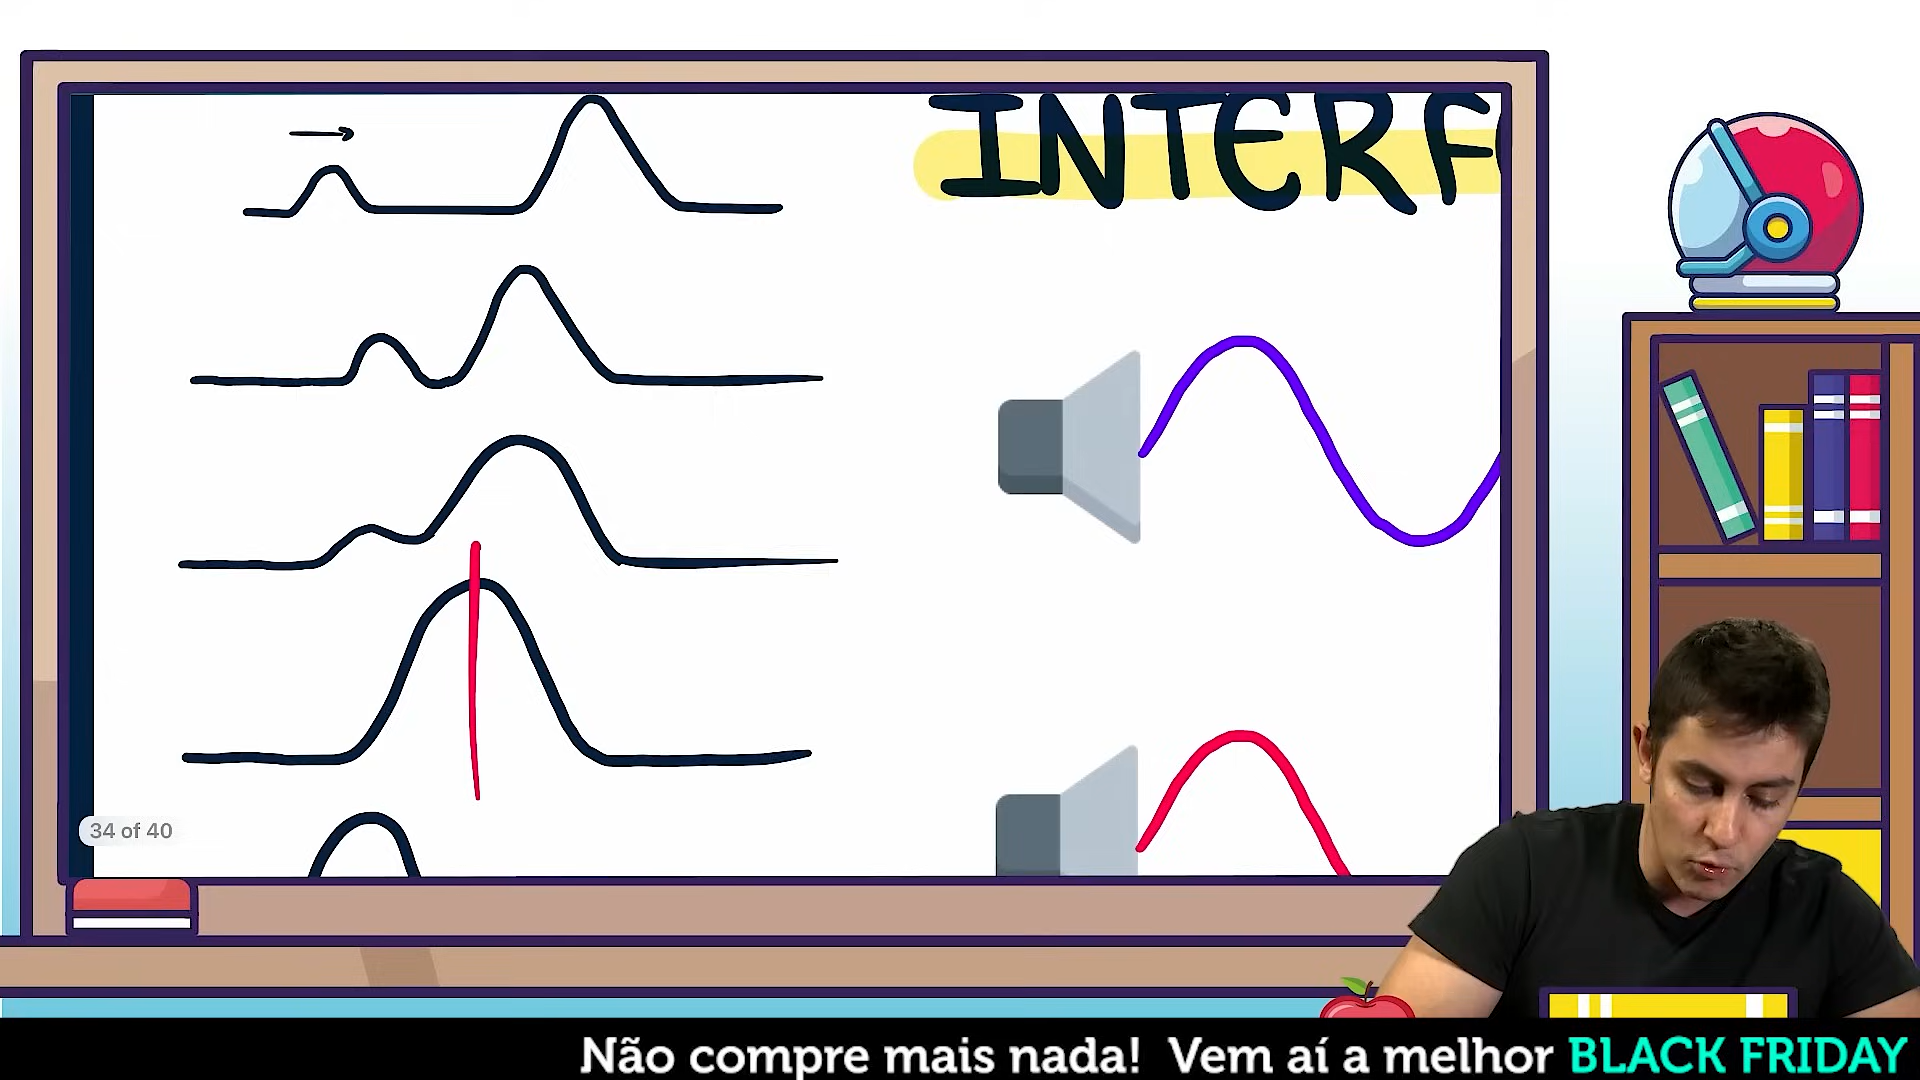 INTERF
34 of 40
Não compre mais nada! Vem aí a melhor BLACK FRIDAY